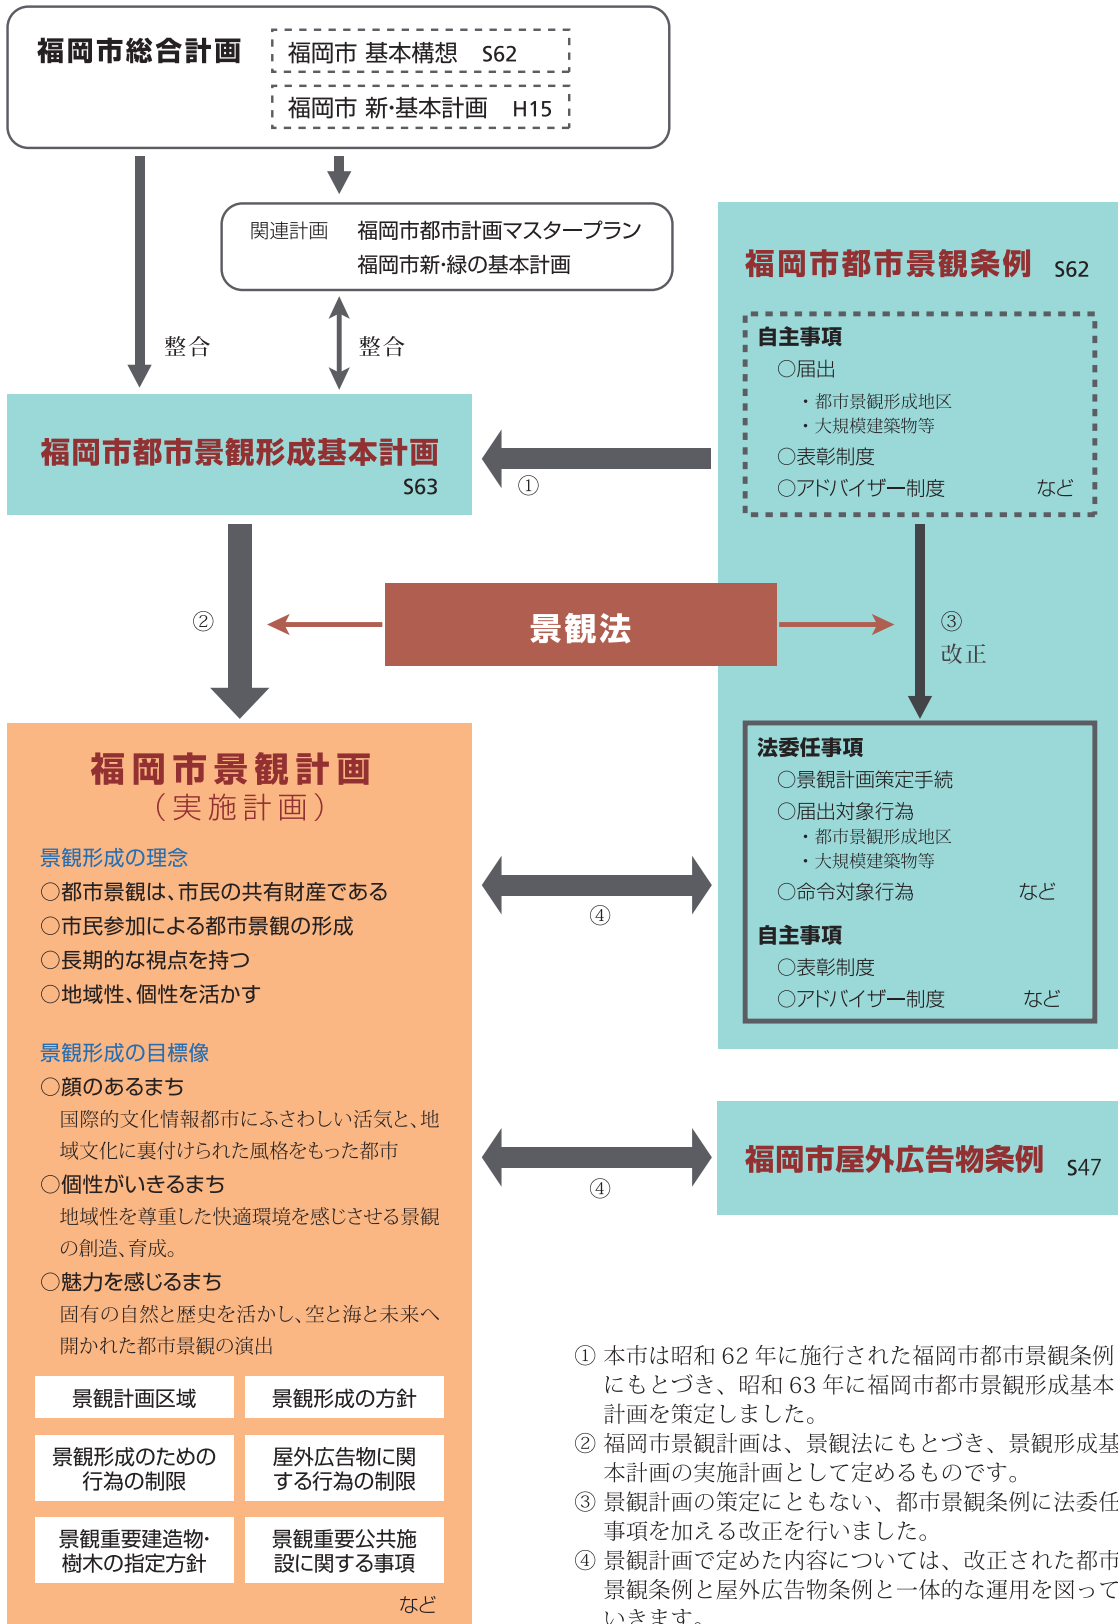 福岡市総合計画
福岡市 基本構想 S62
福岡市 新・基本計画 H15
関連計画 福岡市都市計画マスタープラン
福岡市新・緑の基本計画
整合
整合
福岡市都市景観形成基本計画
S63
①
福岡市都市景観条例 S62
自主事項
○届出
・都市景観形成地区
・大規模建築物等
○表彰制度
○アドバイザー制度 など
景観法
②
③
改正
法委任事項
○景観計画策定手続
○届出対象行為
・都市景観形成地区
・大規模建築物等
○命令対象行為 など
自主事項
○表彰制度
○アドバイザー制度 など
福岡市景観計画
（実施計画）
景観形成の理念
○都市景観は、市民の共有財産である
○市民参加による都市景観の形成
○長期的な視点を持つ
○地域性、個性を活かす
④
景観形成の目標像
○顔のあるまち
国際的文化情報都市にふさわしい活気と、地
域文化に裏付けられた風格をもった都市
○個性がいきるまち
地域性を尊重した快適環境を感じさせる景観
の創造、育成。
○魅力を感じるまち
固有の自然と歴史を活かし、空と海と未来へ
開かれた都市景観の演出
④
福岡市屋外広告物条例 S47
景観計画区域
景観形成の方針
景観形成のための
行為の制限
屋外広告物に関
する行為の制限
景観重要建造物・
樹木の指定方針
景観重要公共施
設に関する事項
など
① 本市は昭和 62 年に施行された福岡市都市景観条例
にもとづき、昭和 63 年に福岡市都市景観形成基本
計画を策定しました。
② 福岡市景観計画は、景観法にもとづき、景観形成基
本計画の実施計画として定めるものです。
③ 景観計画の策定にともない、都市景観条例に法委任
事項を加える改正を行いました。
④ 景観計画で定めた内容については、改正された都市
景観条例と屋外広告物条例と一体的な運用を図って
いきます。